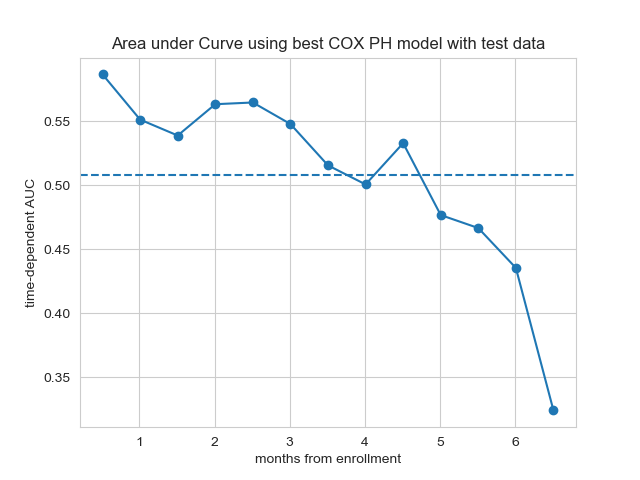 Area under Curve using best COX PH model with test data
time-dependent AUC
0.55
0.50
0.45
0.40
0.35
1 2 3 4 5 6
months from enrollment